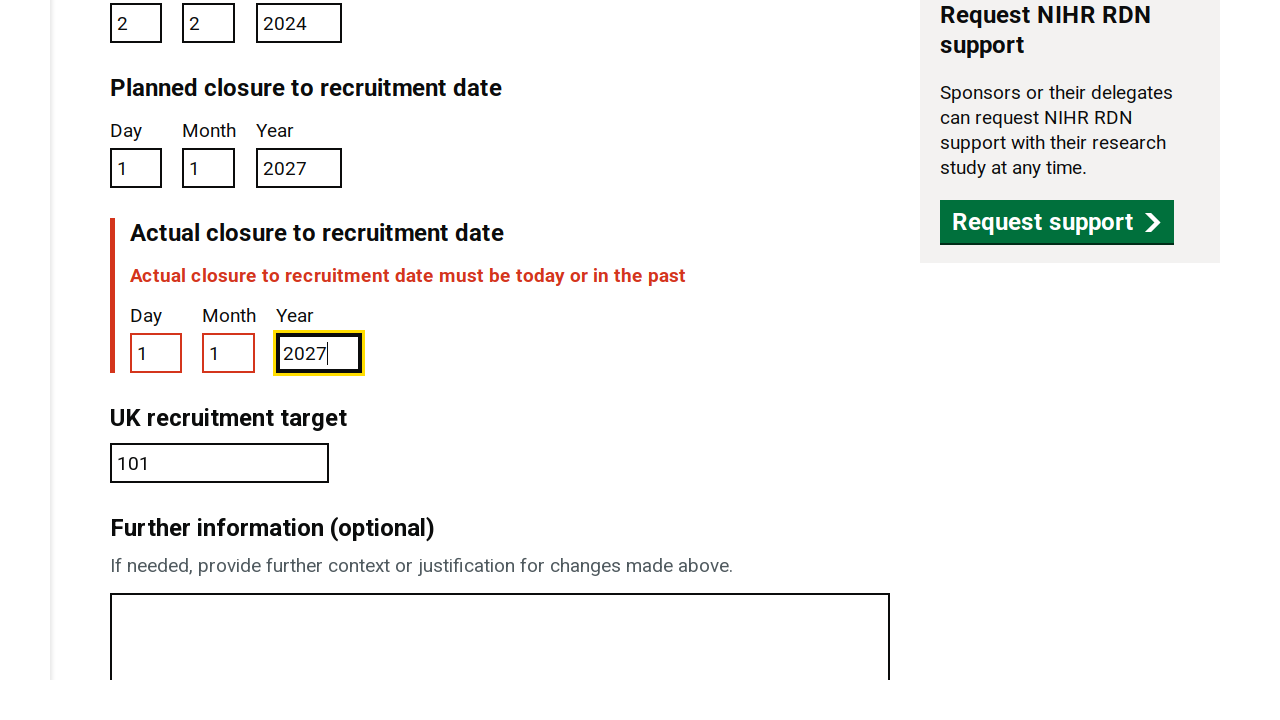 2 2 2024
Planned closure to recruitment date
Day Month Year
1 1 2027
Actual closure to recruitment date
Actual closure to recruitment date must be today or in the past
Day Month Year
1 1 2027
UK recruitment target
101
Further information (optional)
If needed, provide further context or justification for changes made above.
Request NIHR RDN
support
Sponsors or their delegates
can request NIHR RDN
support with their research
study at any time.
Request support